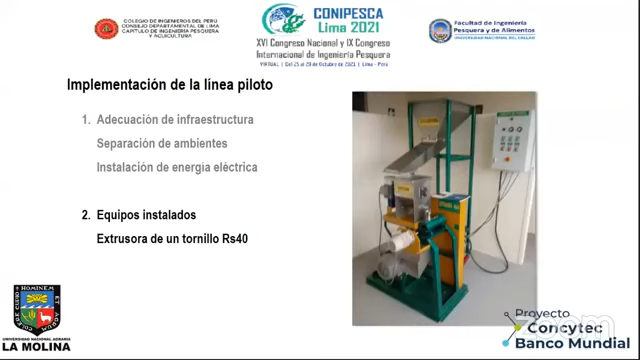 COLEGIO DE INGENIEROS DEL PERÚ
CONSEJO DEPARTAMENTAL DE LIMA
CAPITULO DE INGENIERÍA PESQUERA
Y ACUICULTURA
CONIPESCA
Lima 2021
XVI Congreso Nacional y IX Congreso
Internacional de Ingeniería Pesquera
VIRTUAL | Del 25 al 29 de Octubre de 2021 | Lima - Perú
Facultad de Ingeniería
Pesquera y de Alimentos
UNIVERSIDAD NACIONAL DEL CALLAO
Implementación de la línea piloto
1. Adecuación de infraestructura
Separación de ambientes
Instalación de energía eléctrica
2. Equipos instalados
Extrusora de un tornillo Rs40
UNIVERSIDAD NACIONAL AGRARIA
LA MOLINA
Proyecto
Concytec
Banco Mundial
zoom